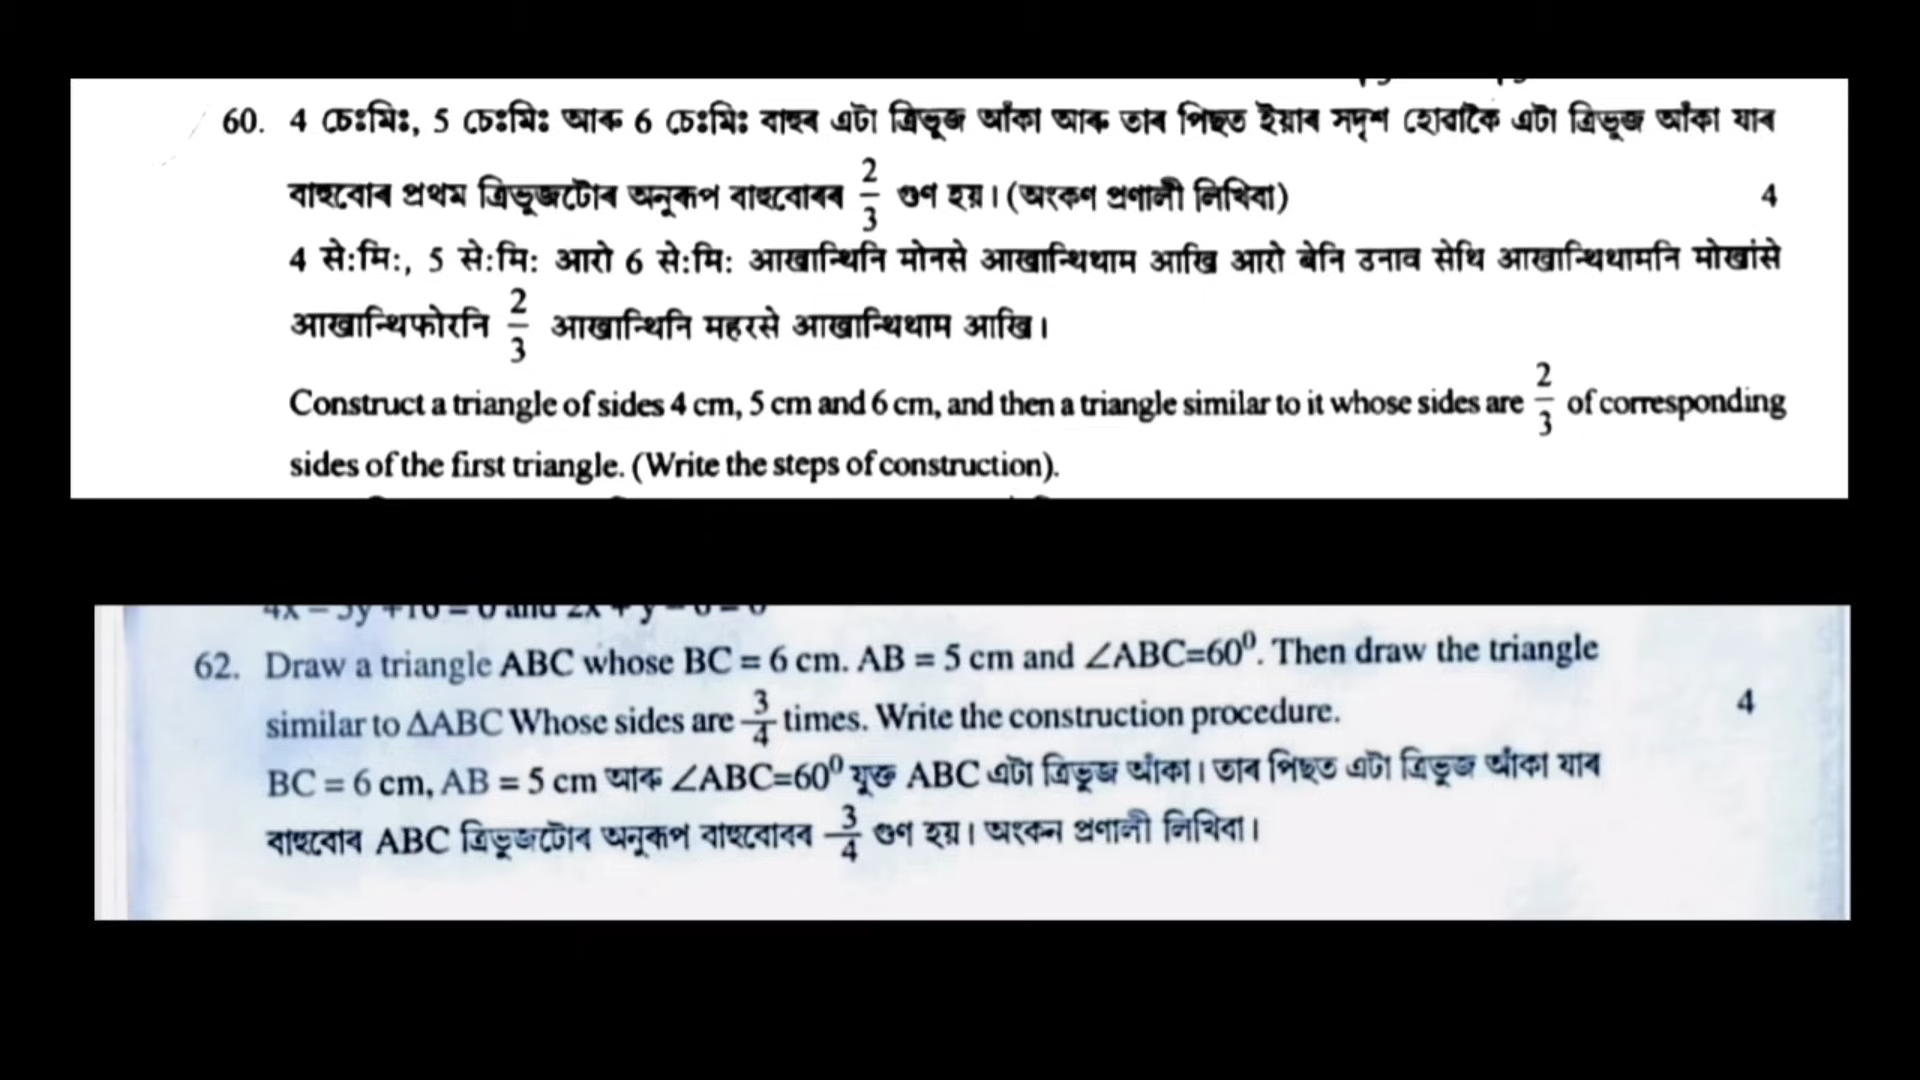 60. 4 চেঃমিঃ, 5 চেঃমিঃ আৰু 6 চেঃমিঃ বাহুৰ এটা ত্রিভূজ আঁকা আৰু তাৰ পিছত ইয়াৰ সদৃশ হোৱাকৈ এটা ত্রিভূজ আঁকা যাৰ
বাহুবোৰ প্রথম ত্রিভূজটোৰ অনুৰূপ বাহুবোৰৰ 2/3 গুণ হয়। (অংকণ প্রণালী লিখিবা) 4
4 से:मि:, 5 से:मि: आरो 6 से:मि: आखान्थिनि मोनसे आखान्थिथाम आखि आरो बेनि उनाव सेथि आखान्थिथामनि मोखांसे
आखान्थिफोरनि 2/3 आखान्थिनि महरसे आखान्थिथाम आखि।
Construct a triangle of sides 4 cm, 5 cm and 6 cm, and then a triangle similar to it whose sides are 2/3 of corresponding
sides of the first triangle. (Write the steps of construction).
62. Draw a triangle ABC whose BC = 6 cm. AB = 5 cm and ∠ABC=60⁰. Then draw the triangle
similar to ΔABC Whose sides are 3/4 times. Write the construction procedure. 4
BC = 6 cm, AB = 5 cm আৰু ∠ABC=60⁰ যুক্ত ABC এটা ত্রিভূজ আঁকা। তাৰ পিছত এটা ত্রিভূজ আঁকা যাৰ
বাহুবোৰ ABC ত্রিভূজটোৰ অনুৰূপ বাহুবোৰৰ 3/4 গুণ হয়। অংকন প্রণালী লিখিবা।